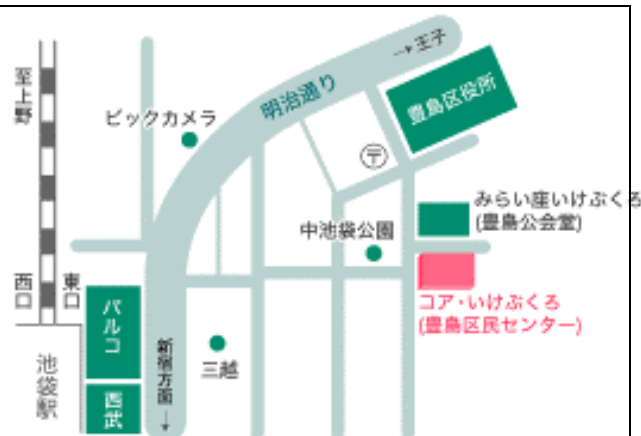 →王子
明治通り
至上野
豊島区役所
ビックカメラ
〒
みらい座いけぶくろ
(豊島公会堂)
中池袋公園
西口
東口
パルコ
コア・いけぶくろ
(豊島区民センター)
新宿方面→
三越
池袋駅
西武